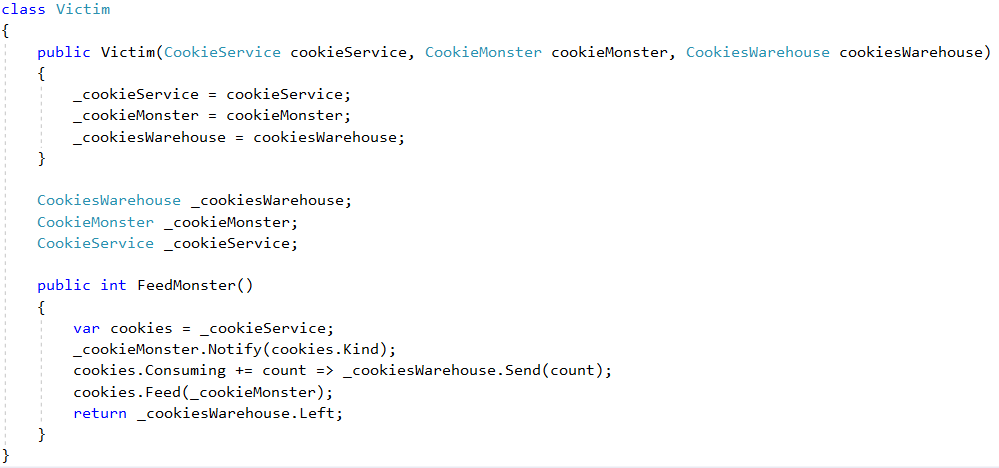 class Victim
{
    public Victim(CookieService cookieService, CookieMonster cookieMonster, CookiesWarehouse cookiesWarehouse)
    {
        _cookieService = cookieService;
        _cookieMonster = cookieMonster;
        _cookiesWarehouse = cookiesWarehouse;
    }

    CookiesWarehouse _cookiesWarehouse;
    CookieMonster _cookieMonster;
    CookieService _cookieService;

    public int FeedMonster()
    {
        var cookies = _cookieService;
        _cookieMonster.Notify(cookies.Kind);
        cookies.Consuming += count => _cookiesWarehouse.Send(count);
        cookies.Feed(_cookieMonster);
        return _cookiesWarehouse.Left;
    }
}